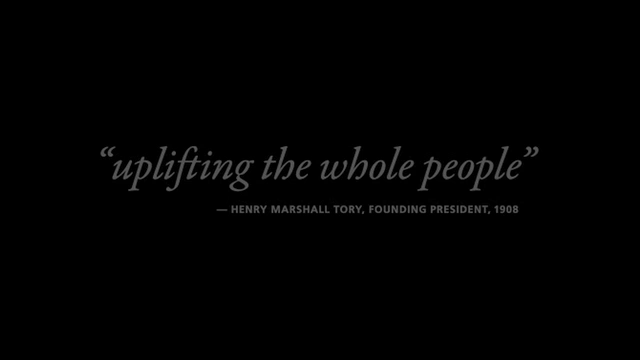 “uplifting the whole people”
— HENRY MARSHALL TORY, FOUNDING PRESIDENT, 1908